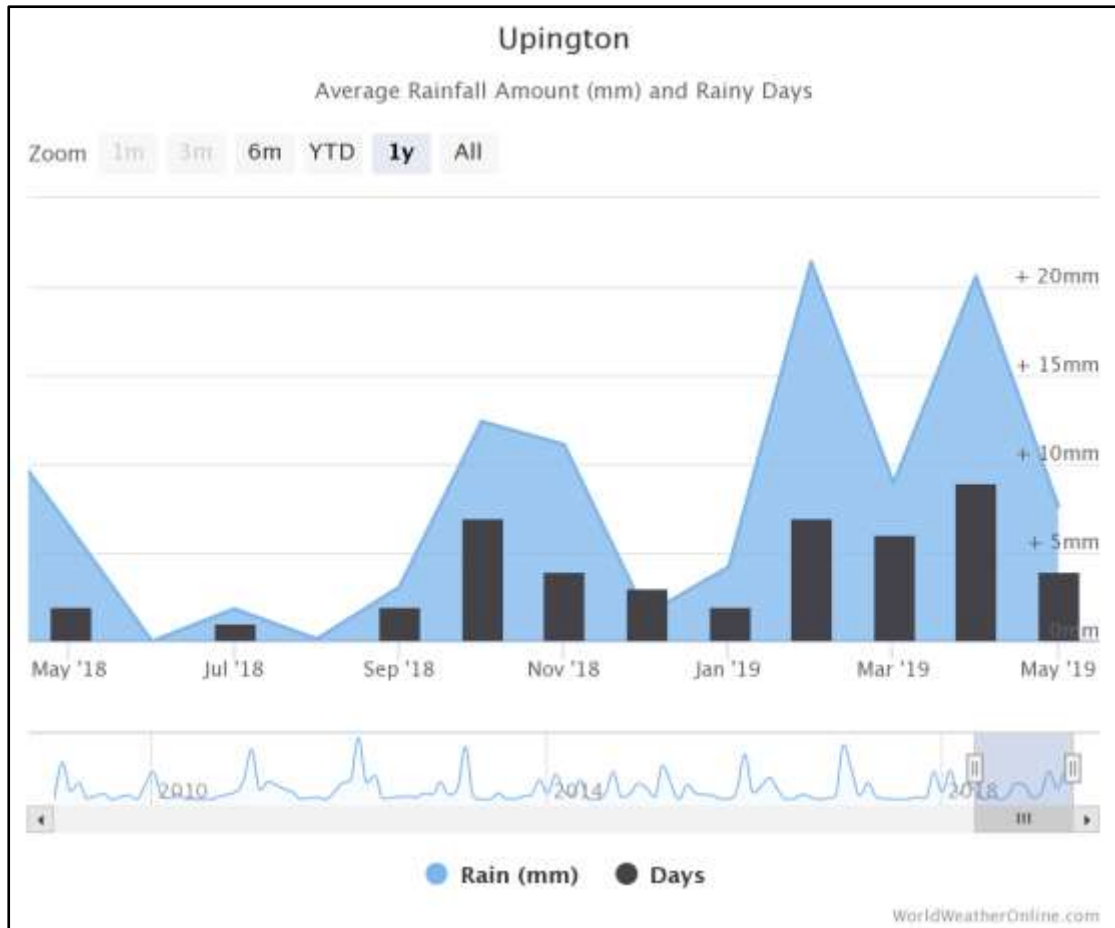 Upington
Average Rainfall Amount (mm) and Rainy Days
Zoom 1m 3m 6m YTD 1y All
+ 20mm
+ 15mm
+ 10mm
+ 5mm
0mm
May '18 Jul '18 Sep '18 Nov '18 Jan '19 Mar '19 May '19
2010 2014 2018
Rain (mm) Days
WorldWeatherOnline.com